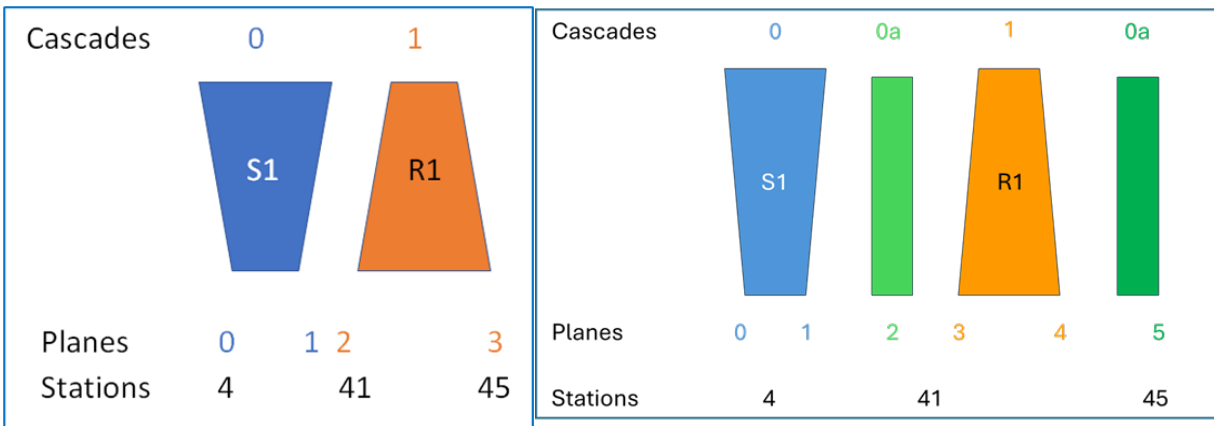 Cascades 0 1
S1 R1
Planes 0 1 2 3
Stations 4 41 45
Cascades 0 0a 1 0a
S1 R1
Planes 0 1 2 3 4 5
Stations 4 41 45